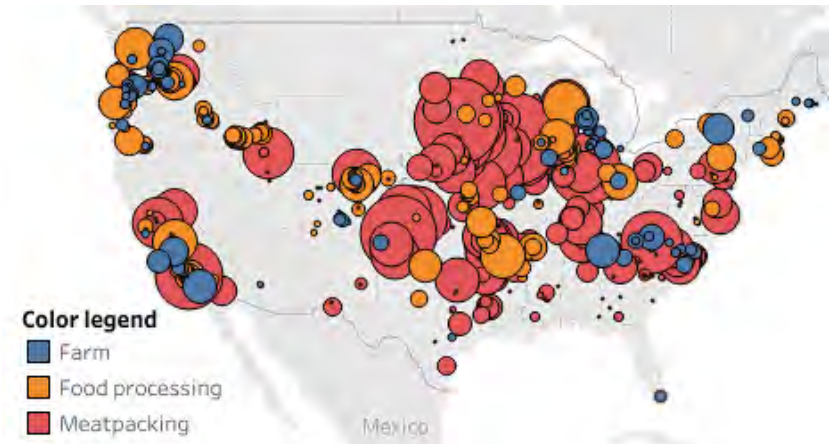 Color legend
Farm
Food processing
Meatpacking
Mexico